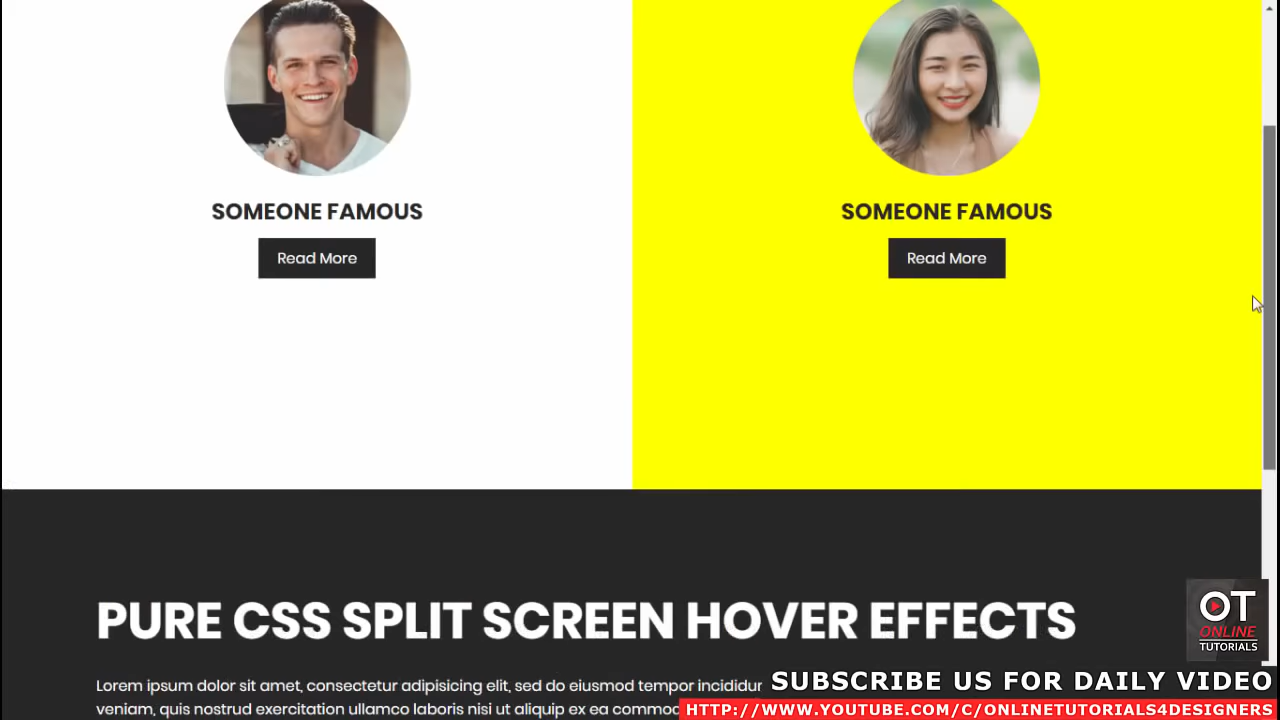 SOMEONE FAMOUS
Read More
SOMEONE FAMOUS
Read More
PURE CSS SPLIT SCREEN HOVER EFFECTS
Lorem ipsum dolor sit amet, consectetur adipisicing elit, sed do eiusmod tempor incididur
veniam, quis nostrud exercitation ullamco laboris nisi ut aliquip ex ea commod
OT
ONLINE
TUTORIALS
SUBSCRIBE US FOR DAILY VIDEO
HTTP://WWW.YOUTUBE.COM/C/ONLINETUTORIALS4DESIGNERS